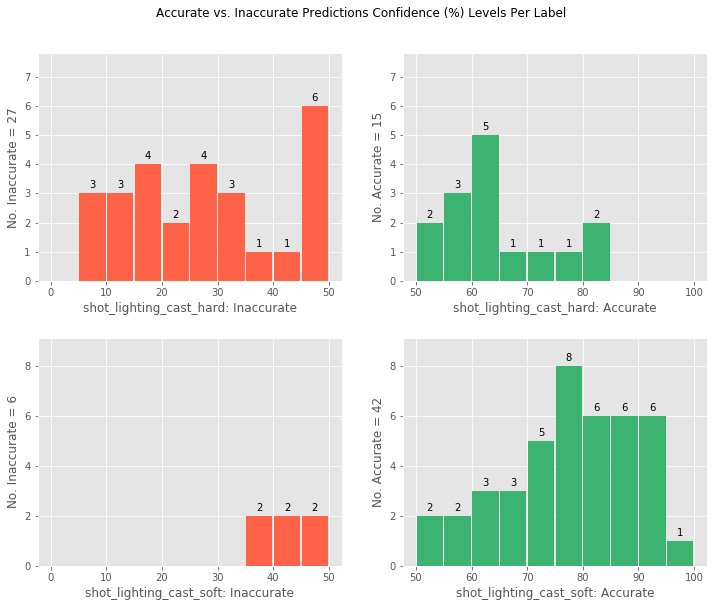 Accurate vs. Inaccurate Predictions Confidence (%) Levels Per Label
No. Inaccurate = 27
7
6
5
4
3
2
1
0
3 3 4 2 4 3 1 1 6
0 10 20 30 40 50
shot_lighting_cast_hard: Inaccurate
No. Accurate = 15
7
6
5
4
3
2
1
0
2 3 5 1 1 1 2
50 60 70 80 90 100
shot_lighting_cast_hard: Accurate
No. Inaccurate = 6
8
6
4
2
0
2 2 2
0 10 20 30 40 50
shot_lighting_cast_soft: Inaccurate
No. Accurate = 42
8
6
4
2
0
2 2 3 3 5 8 6 6 6 1
50 60 70 80 90 100
shot_lighting_cast_soft: Accurate